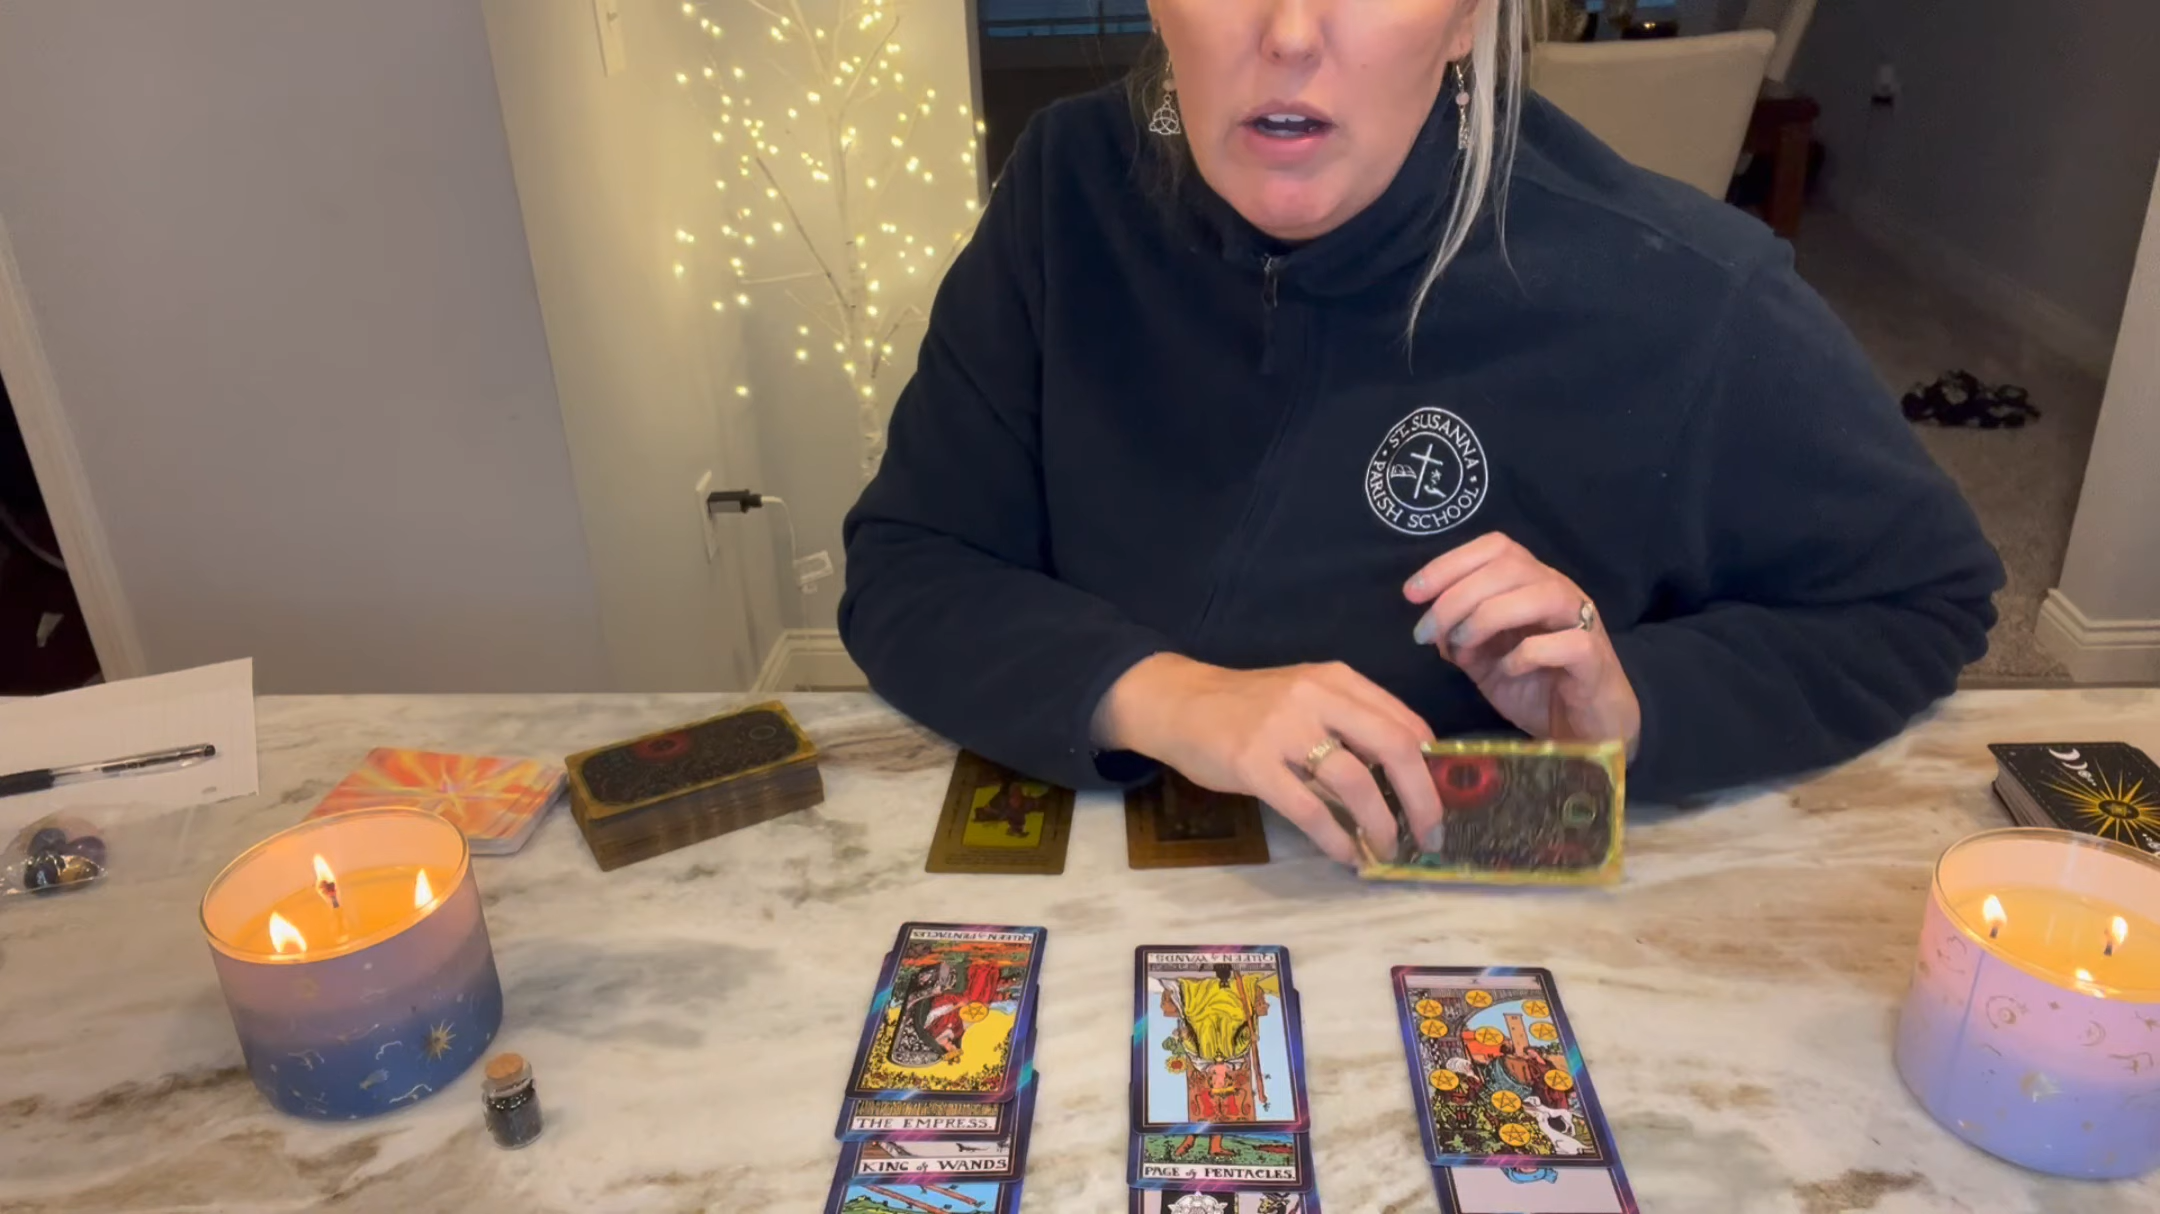 ST. SUSANNA
PARISH SCHOOL
QUEEN of PENTACLES
THE EMPRESS.
KING of WANDS
QUEEN of WANDS.
PAGE of PENTACLES.